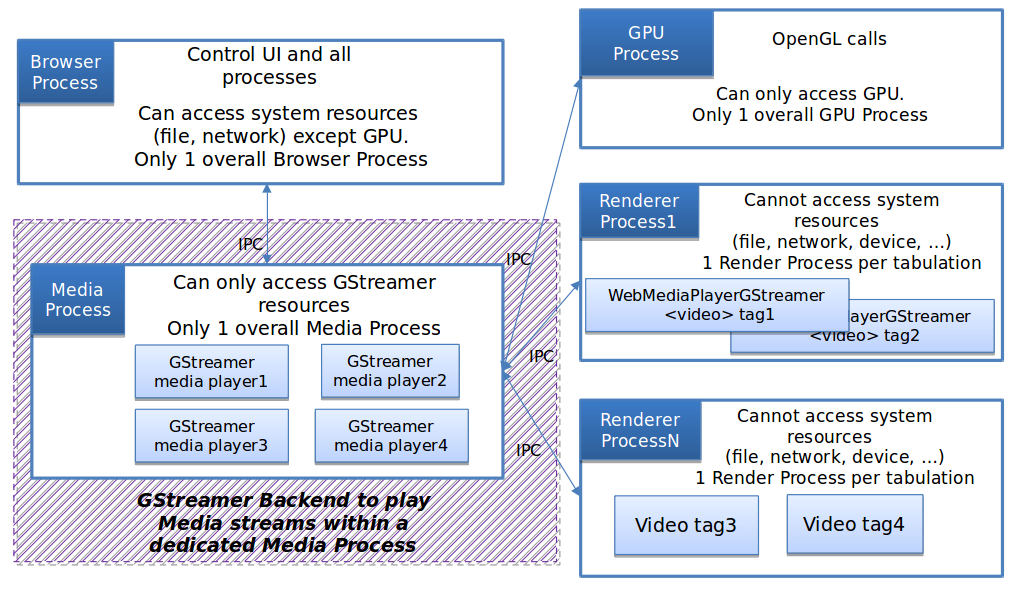 Browser
Process
Control UI and all
processes
Can access system resources
(file, network) except GPU.
Only 1 overall Browser Process
GPU
Process
OpenGL calls
Can only access GPU.
Only 1 overall GPU Process
IPC
IPC
IPC
IPC
Media
Process
Can only access GStreamer
resources
Only 1 overall Media Process
GStreamer
media player1
GStreamer
media player2
GStreamer
media player3
GStreamer
media player4
GStreamer Backend to play
Media streams within a
dedicated Media Process
Renderer
Process1
Cannot access system
resources
(file, network, device, ...)
1 Render Process per tabulation
WebMediaPlayerGStreamer
<video> tag1
ayerGStreamer
<video> tag2
Renderer
ProcessN
Cannot access system
resources
(file, network, device, ...)
1 Render Process per tabulation
Video tag3
Video tag4